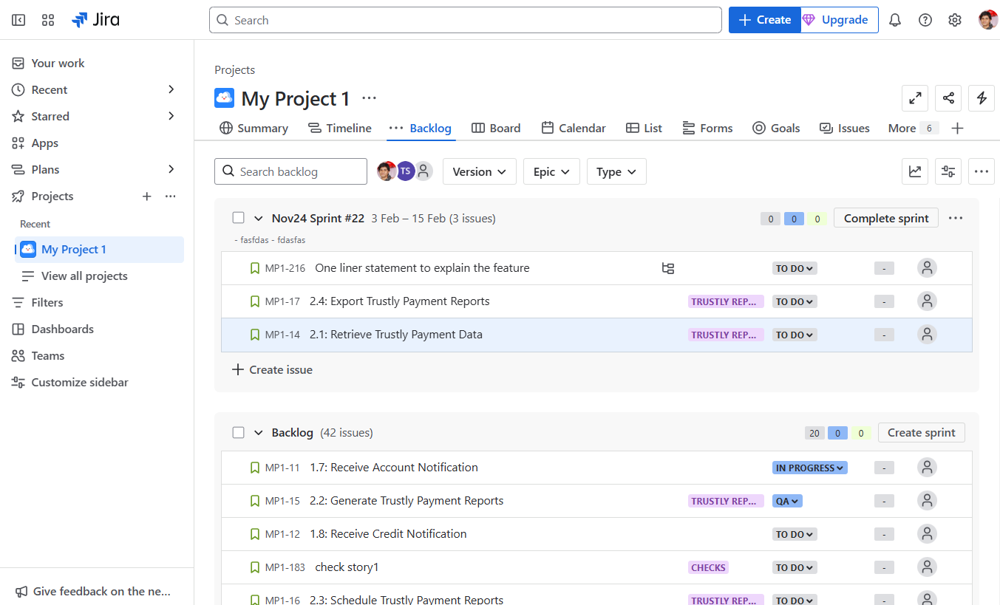 Jira
Search
Create
Upgrade
Your work
Recent
Starred
Apps
Plans
Projects
Recent
My Project 1
View all projects
Filters
Dashboards
Teams
Customize sidebar
Give feedback on the ne...
Projects
My Project 1
Summary Timeline Backlog Board Calendar List Forms Goals Issues More 6
Search backlog TS Version Epic Type
Nov24 Sprint #22 3 Feb – 15 Feb (3 issues) 0 0 0 Complete sprint
- fasfdas - fdasfas
MP1-216 One liner statement to explain the feature TO DO -
MP1-17 2.4: Export Trustly Payment Reports TRUSTLY REP... TO DO -
MP1-14 2.1: Retrieve Trustly Payment Data TRUSTLY REP... TO DO -
Create issue
Backlog (42 issues) 20 0 0 Create sprint
MP1-11 1.7: Receive Account Notification IN PROGRESS -
MP1-15 2.2: Generate Trustly Payment Reports TRUSTLY REP... QA -
MP1-12 1.8: Receive Credit Notification TO DO -
MP1-183 check story1 CHECKS TO DO -
MP1-16 2.3: Schedule Trustly Payment Reports TRUSTLY REP... TO DO -